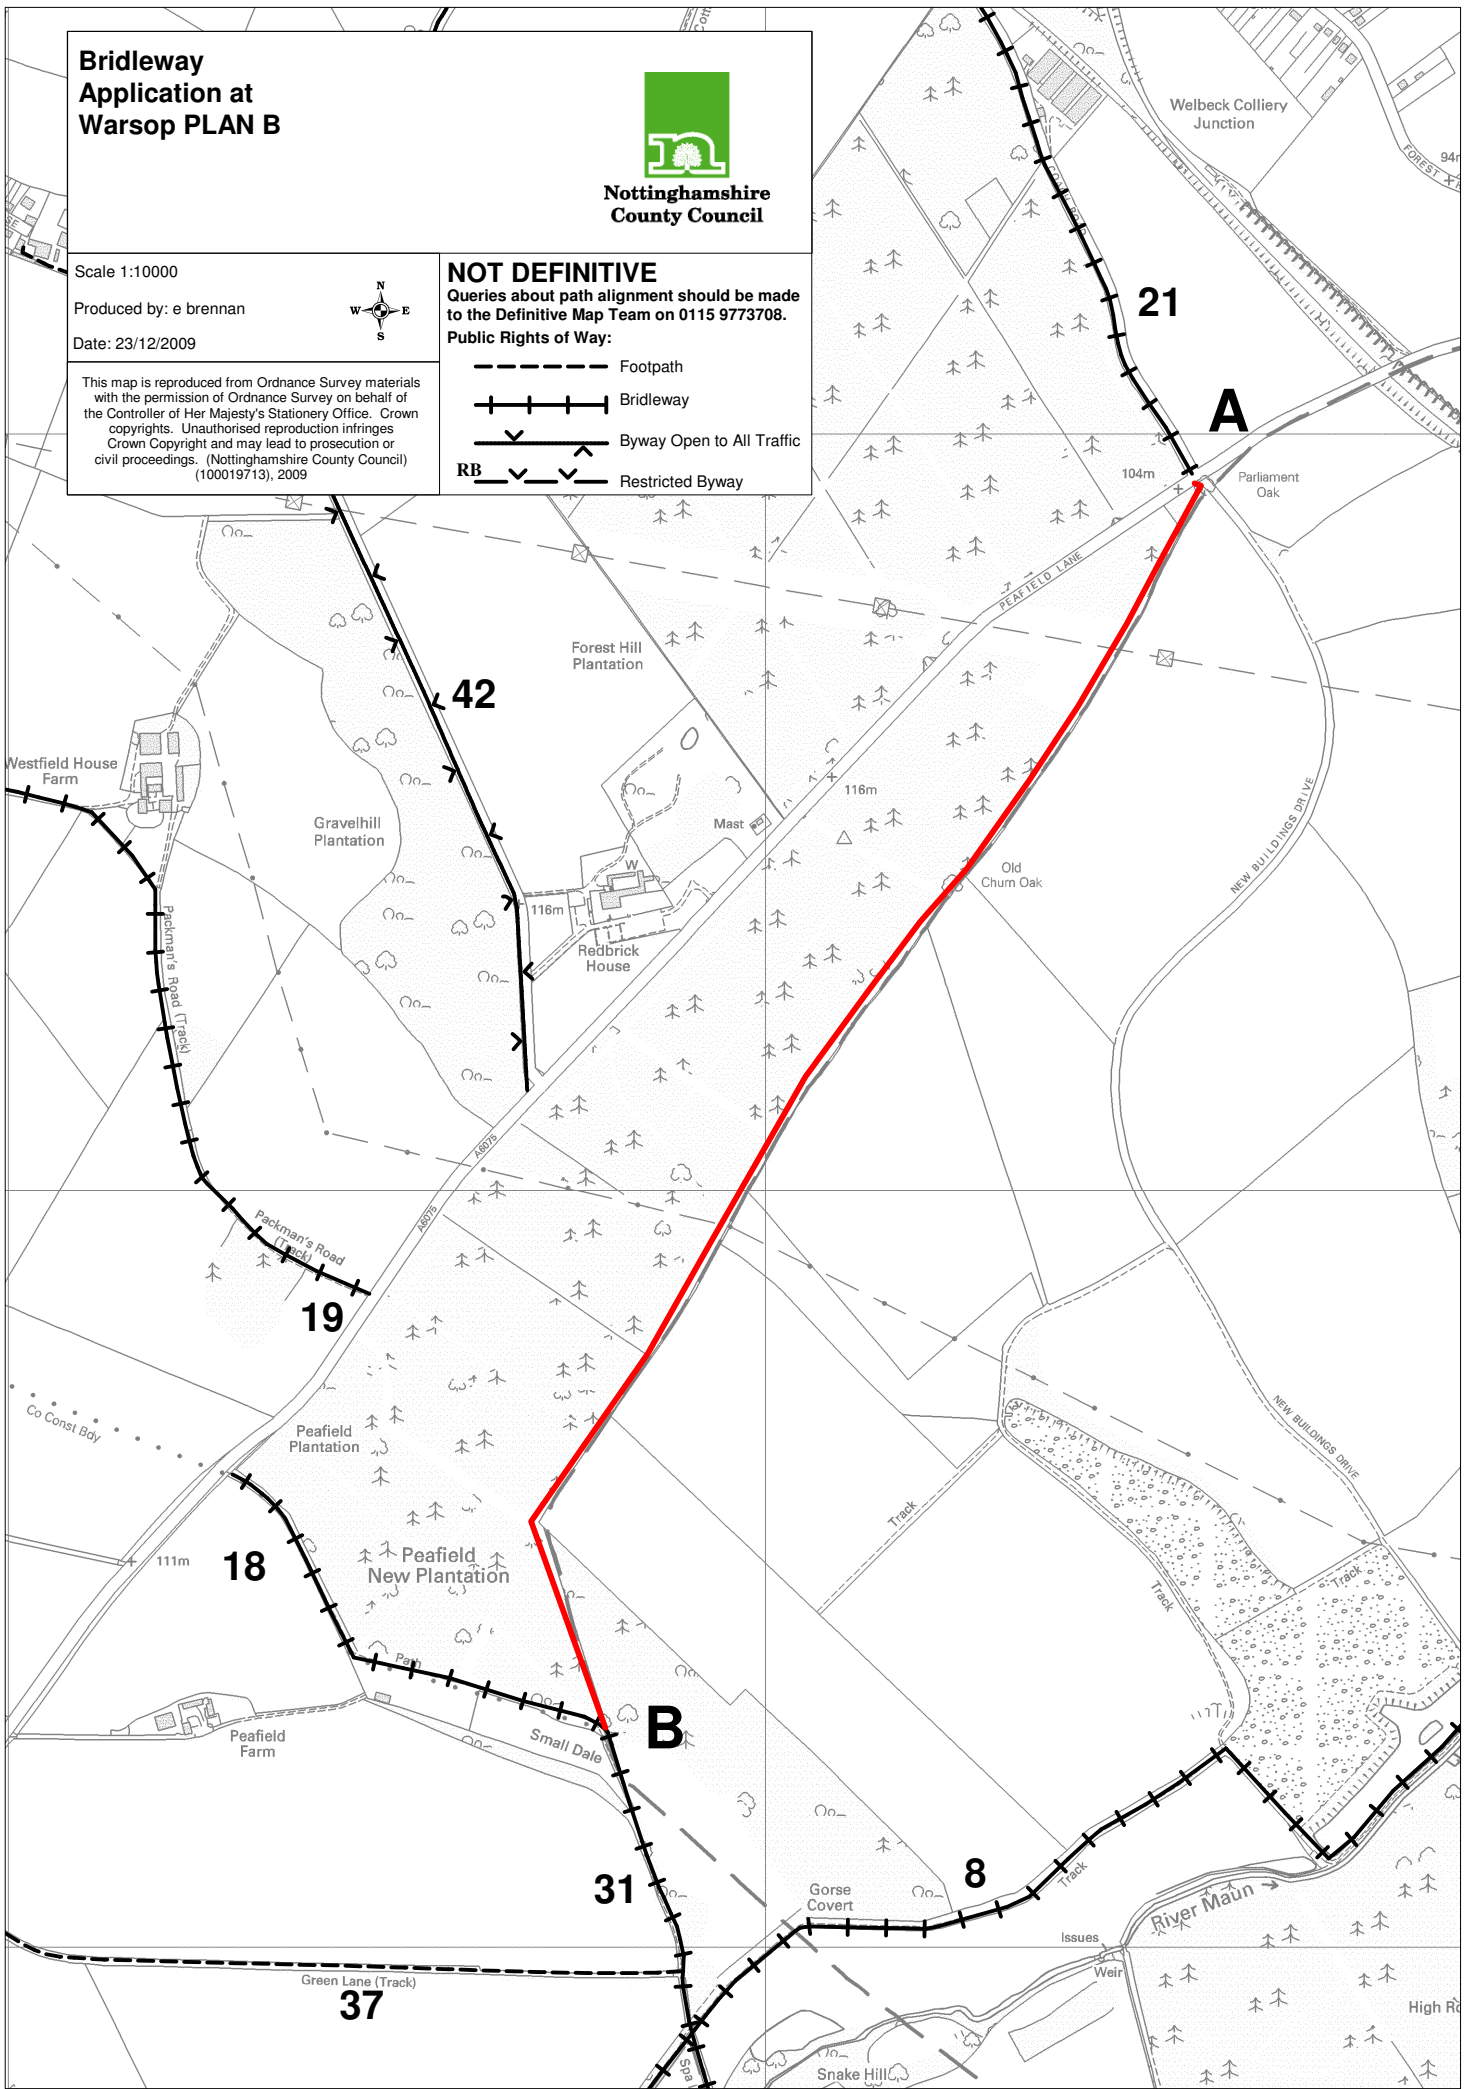 Bridleway
Application at
Warsop PLAN B
Nottinghamshire
County Council
Scale 1:10000
Produced by: e brennan
Date: 23/12/2009
N
W E
S
This map is reproduced from Ordnance Survey materials
with the permission of Ordnance Survey on behalf of
the Controller of Her Majesty's Stationery Office. Crown
copyrights. Unauthorised reproduction infringes
Crown Copyright and may lead to prosecution or
civil proceedings. (Nottinghamshire County Council)
(100019713), 2009
NOT DEFINITIVE
Queries about path alignment should be made
to the Definitive Map Team on 0115 9773708.
Public Rights of Way:
Footpath
Bridleway
Byway Open to All Traffic
RB
Restricted Byway
Welbeck Colliery
Junction
94m
21
A
104m
Parliament
Oak
PEAFIELD LANE
Forest Hill
Plantation
42
Westfield House
Farm
116m
Gravelhill
Plantation
Mast
NEW BUILDINGS DRIVE
W
Old
Churn Oak
116m
Redbrick
House
Packman's Road (Track)
A6075
A6075
Packman's Road
(Track)
19
Co Const Bdy
Peafield
Plantation
NEW BUILDINGS DRIVE
Track
111m
18
Peafield
New Plantation
Track
Track
Path
Peafield
Farm
Small Dale
B
31
8
Track
Gorse
Covert
River Maun
Issues
Weir
Green Lane (Track)
37
High Ro
Snake Hill
Spa